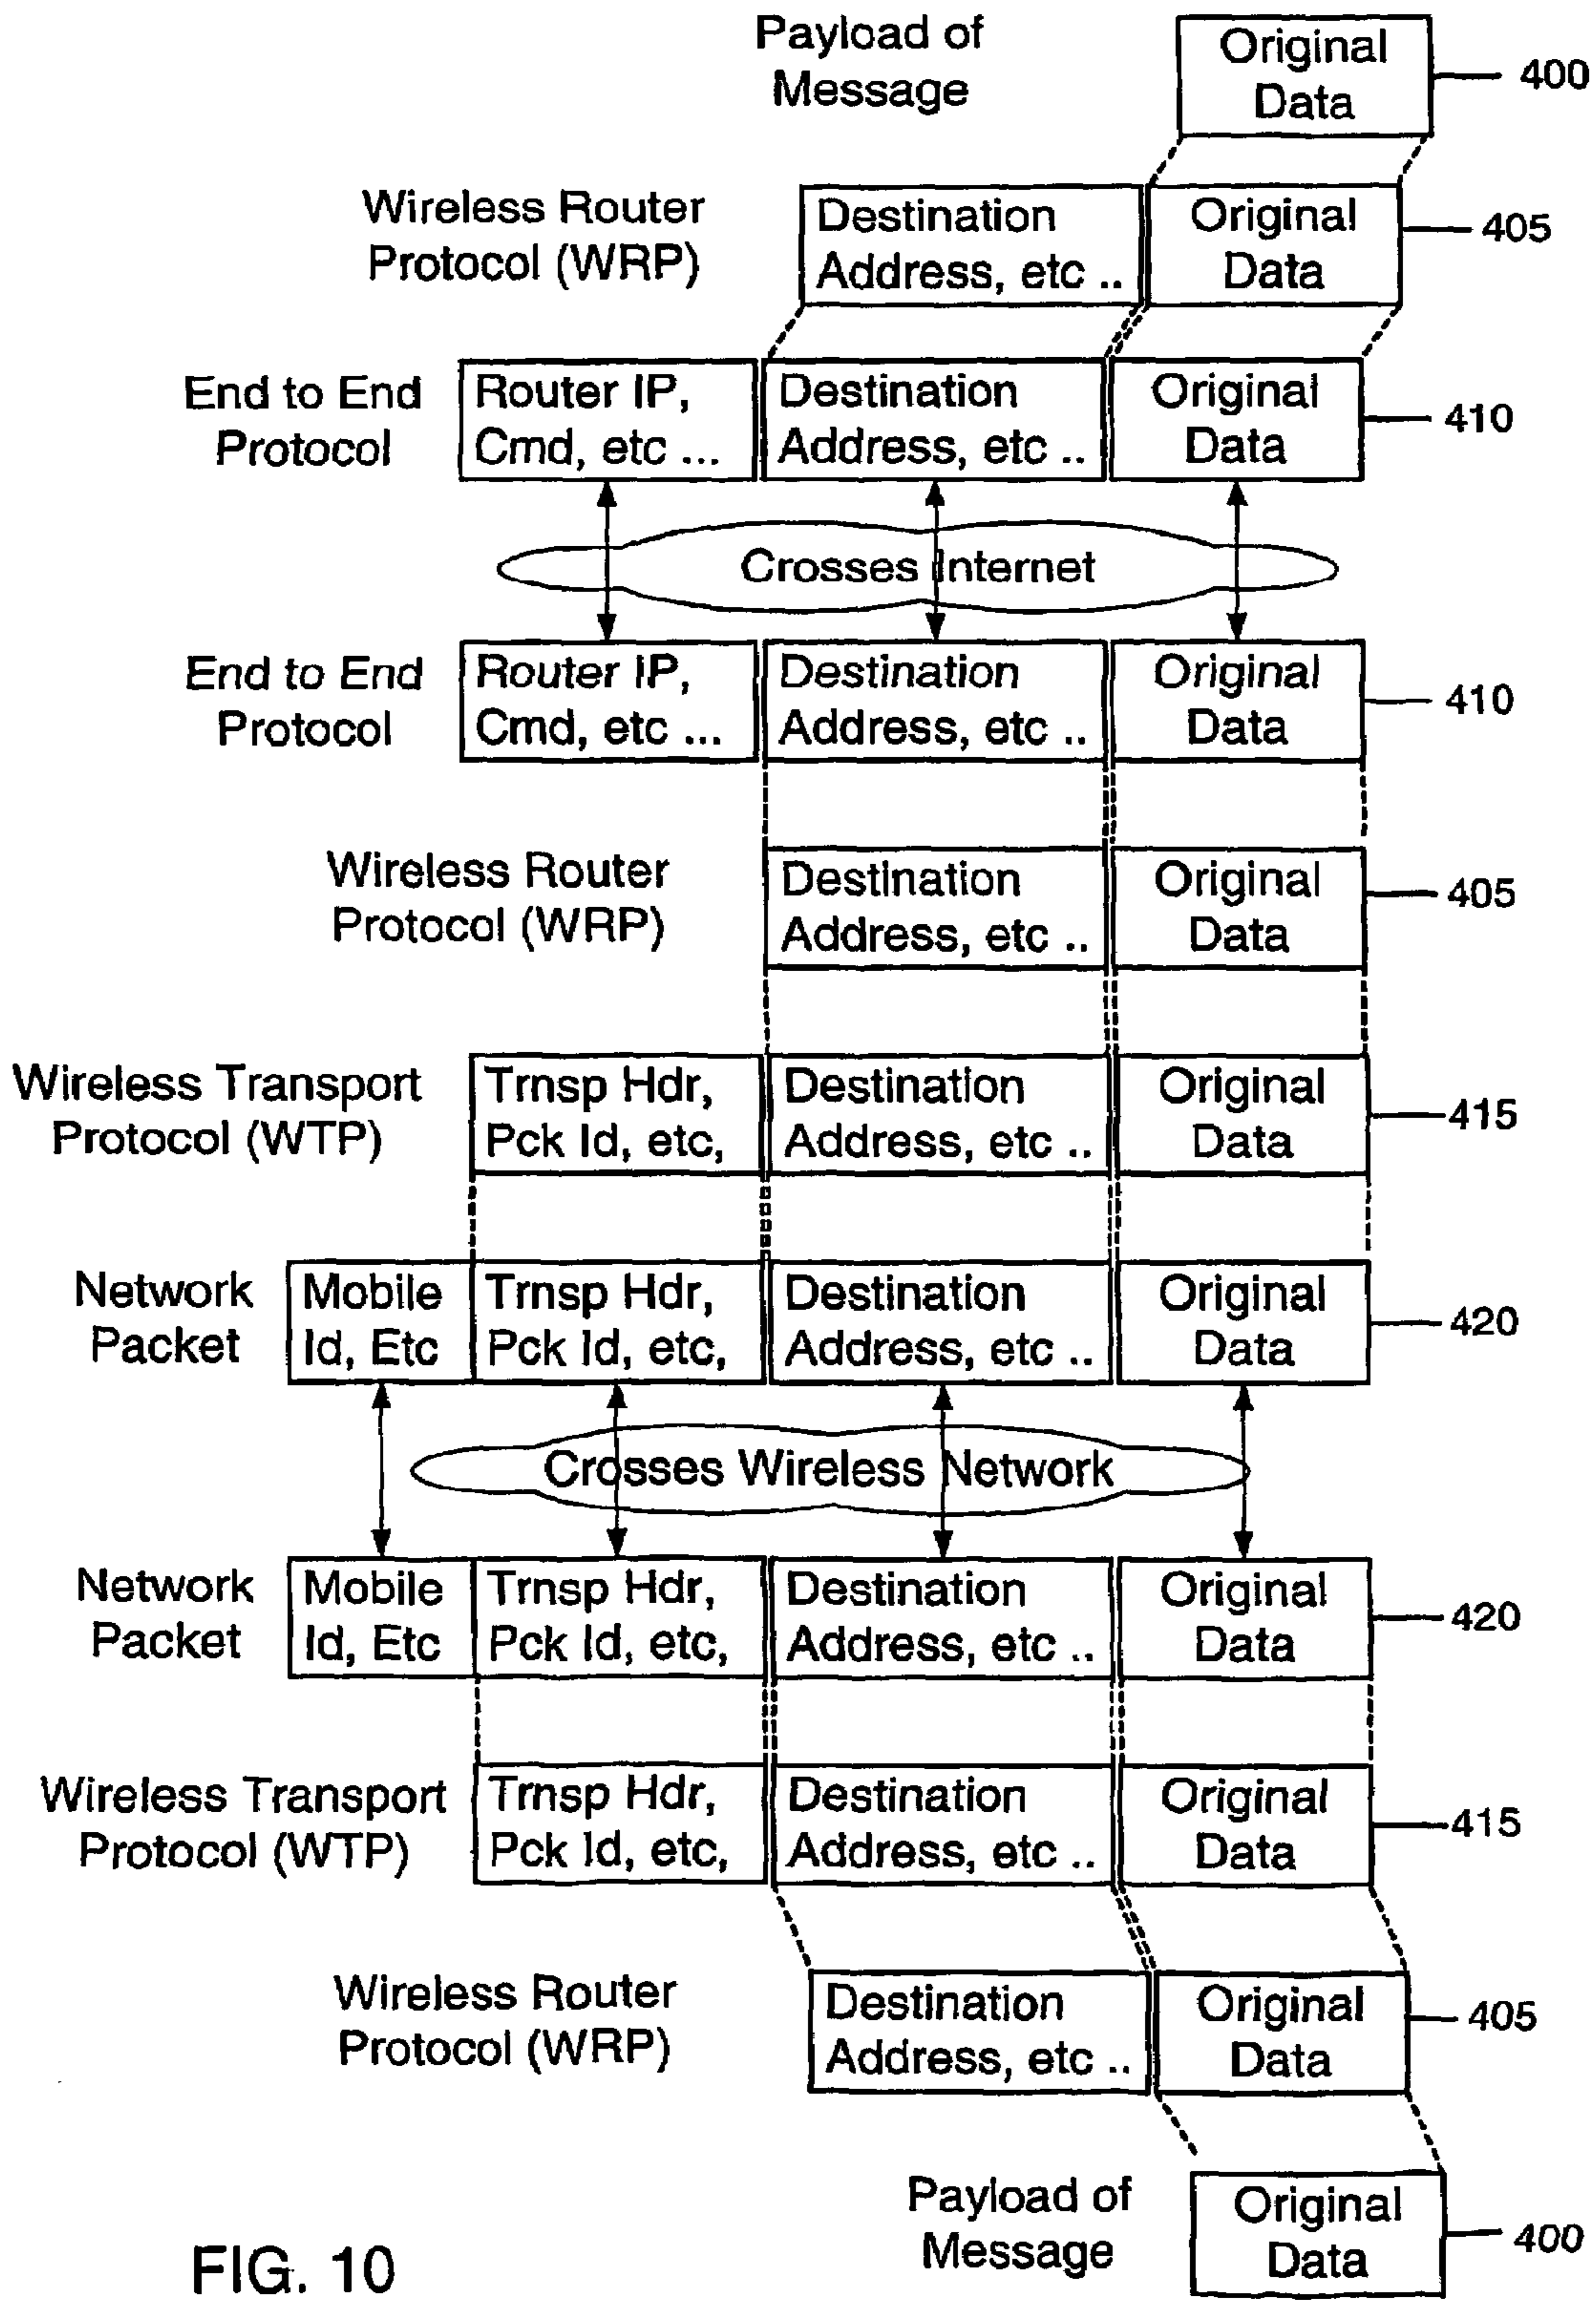 Payload of
Message
Original
Data
400
Wireless Router
Protocol (WRP)
Destination
Address, etc ..
Original
Data
405
End to End
Protocol
Router IP,
Cmd, etc ...
Destination
Address, etc ..
Original
Data
410
Crosses Internet
End to End
Protocol
Router IP,
Cmd, etc ...
Destination
Address, etc ..
Original
Data
410
Wireless Router
Protocol (WRP)
Destination
Address, etc ..
Original
Data
405
Wireless Transport
Protocol (WTP)
Trnsp Hdr,
Pck Id, etc,
Destination
Address, etc ..
Original
Data
415
Network
Packet
Mobile
Id, Etc
Trnsp Hdr,
Pck Id, etc,
Destination
Address, etc ..
Original
Data
420
Crosses Wireless Network
Network
Packet
Mobile
Id, Etc
Trnsp Hdr,
Pck Id, etc,
Destination
Address, etc ..
Original
Data
420
Wireless Transport
Protocol (WTP)
Trnsp Hdr,
Pck Id, etc,
Destination
Address, etc ..
Original
Data
415
Wireless Router
Protocol (WRP)
Destination
Address, etc ..
Original
Data
405
Payload of
Message
Original
Data
400
FIG. 10